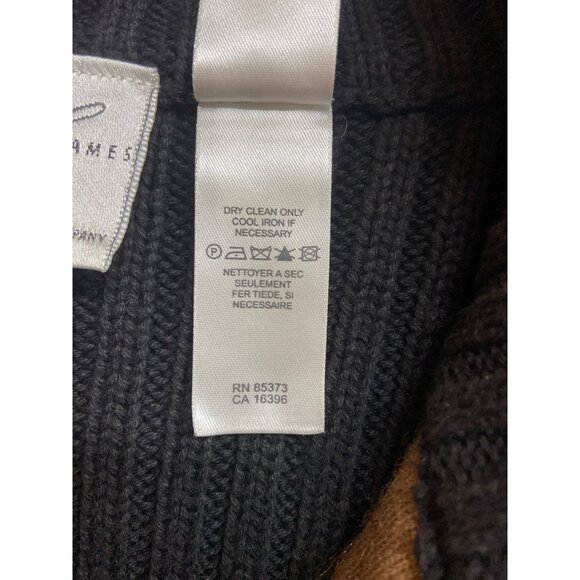 AMES
PANY
DRY CLEAN ONLY
COOL IRON IF
NECESSARY
P
NETTOYER A SEC
SEULEMENT
FER TIEDE, SI
NECESSAIRE
RN 85373
CA 16396